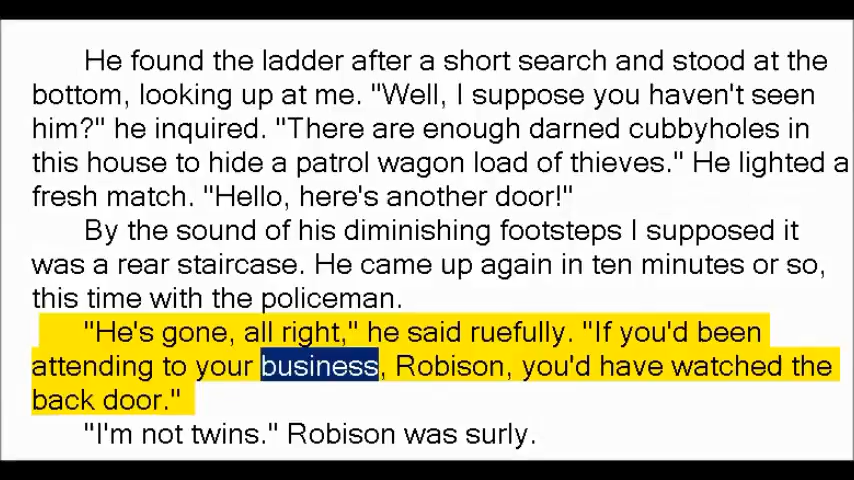 He found the ladder after a short search and stood at the
bottom, looking up at me. "Well, I suppose you haven't seen
him?" he inquired. "There are enough darned cubbyholes in
this house to hide a patrol wagon load of thieves." He lighted a
fresh match. "Hello, here's another door!"
By the sound of his diminishing footsteps I supposed it
was a rear staircase. He came up again in ten minutes or so,
this time with the policeman.
"He's gone, all right," he said ruefully. "If you'd been
attending to your business, Robison, you'd have watched the
back door."
"I'm not twins." Robison was surly.